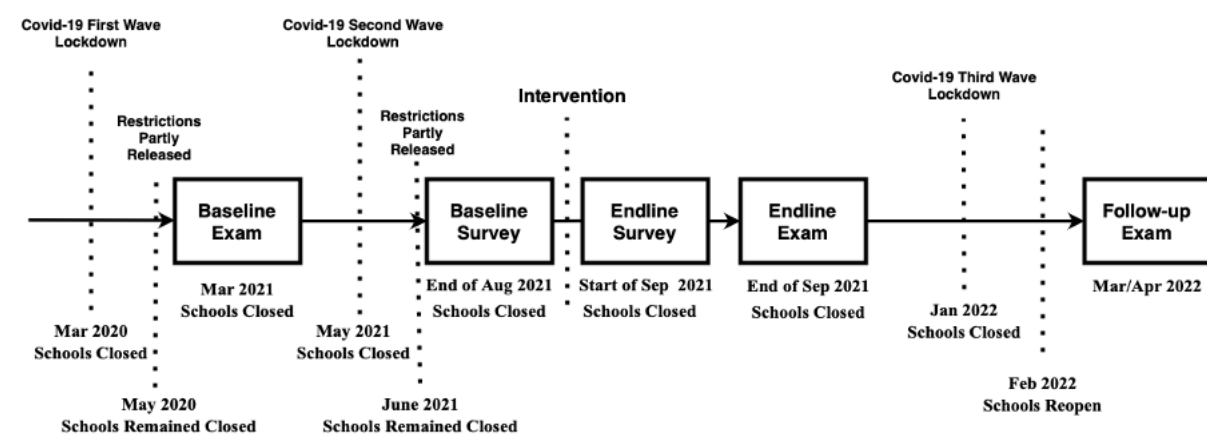 Covid-19 First Wave
Lockdown
Covid-19 Second Wave
Lockdown
Covid-19 Third Wave
Lockdown
Intervention
Restrictions
Partly
Released
Restrictions
Partly
Released
Baseline
Exam
Baseline
Survey
Endline
Survey
Endline
Exam
Follow-up
Exam
Mar 2021
Schools Closed
End of Aug 2021
Schools Closed
Start of Sep 2021
Schools Closed
End of Sep 2021
Schools Closed
Mar/Apr 2022
Mar 2020
Schools Closed
May 2021
Schools Closed
Jan 2022
Schools Closed
May 2020
Schools Remained Closed
June 2021
Schools Remained Closed
Feb 2022
Schools Reopen